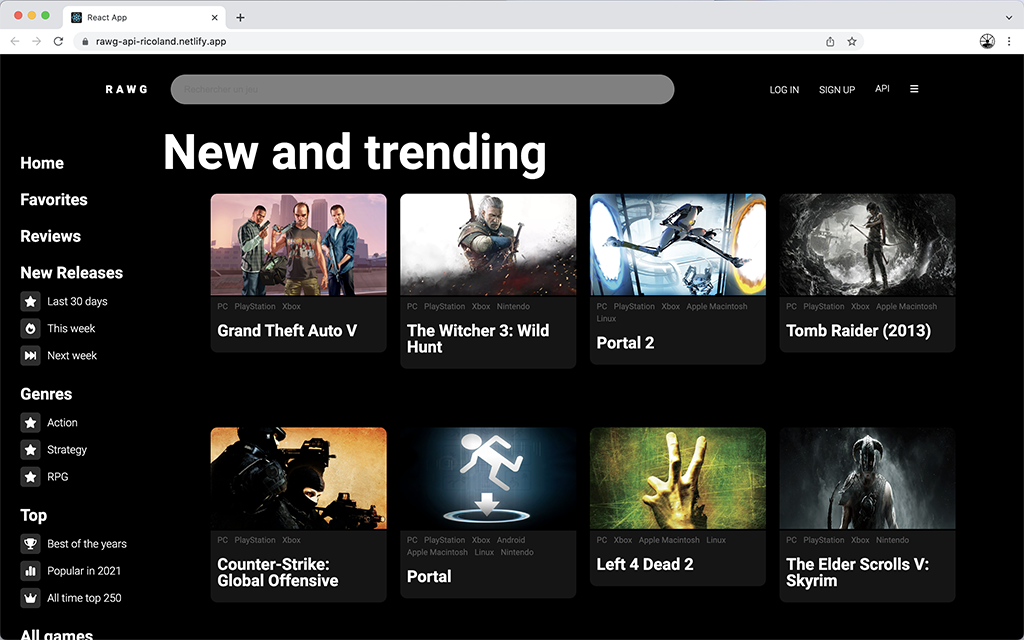 React App
rawg-api-ricoland.netlify.app
RAWG
Rechercher un jeu
LOG IN
SIGN UP
API
New and trending
Home
Favorites
Reviews
New Releases
Last 30 days
This week
Next week
Genres
Action
Strategy
RPG
Top
Best of the years
Popular in 2021
All time top 250
All games
PC PlayStation Xbox
Grand Theft Auto V
PC PlayStation Xbox Nintendo
The Witcher 3: Wild
Hunt
PC PlayStation Xbox Apple Macintosh
Linux
Portal 2
PC PlayStation Xbox Apple Macintosh
Tomb Raider (2013)
PC PlayStation Xbox
Counter-Strike:
Global Offensive
PC PlayStation Xbox Android
Apple Macintosh Linux Nintendo
Portal
PC Xbox Apple Macintosh Linux
Left 4 Dead 2
PC PlayStation Xbox Nintendo
The Elder Scrolls V:
Skyrim